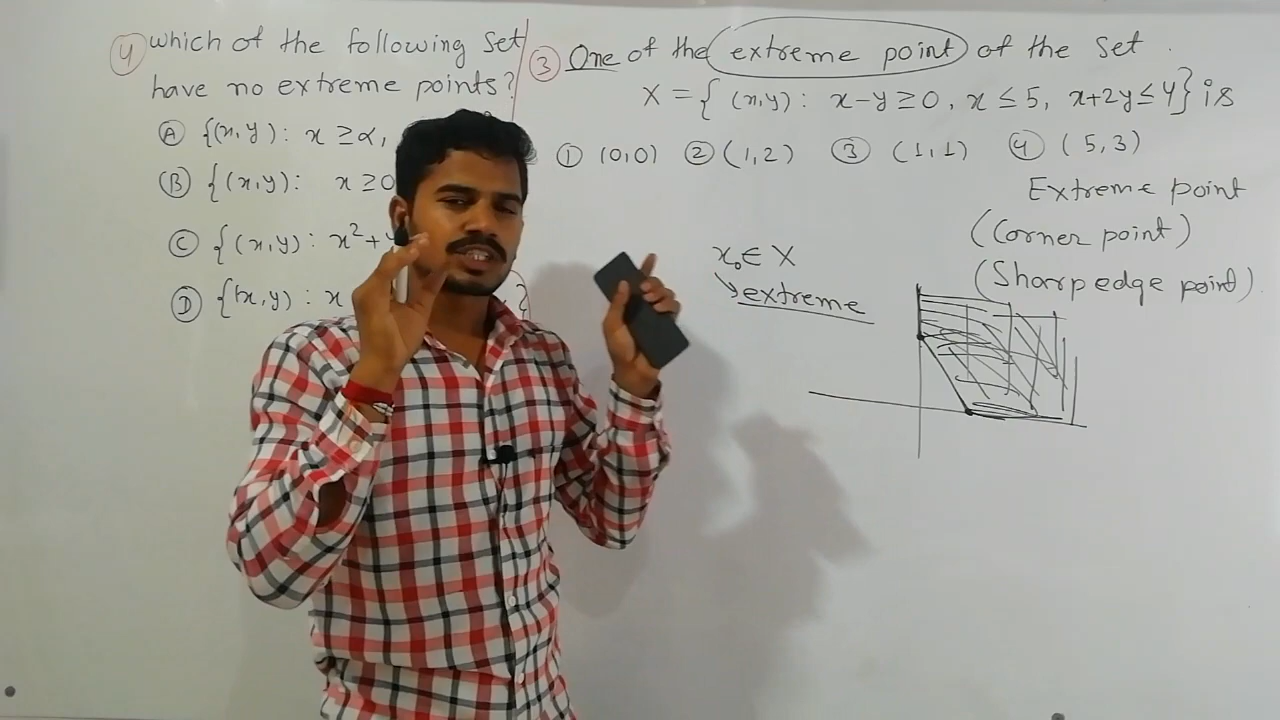 ④ which of the following set
have no extreme points?
Ⓐ {(x,y): x ≥ α,
Ⓑ {(x,y): x ≥ 0
Ⓒ {(x,y): x² +
Ⓓ {(x,y): x }
③ One of the extreme point of the set
X = { (x,y): x-y ≥ 0, x ≤ 5, x+2y ≤ 4} is
① (0,0) ② (1,2) ③ (1,1) ④ (5,3)
Extreme point
(Corner point)
(Sharp edge point).
x₀ ∈ X
↘ extreme